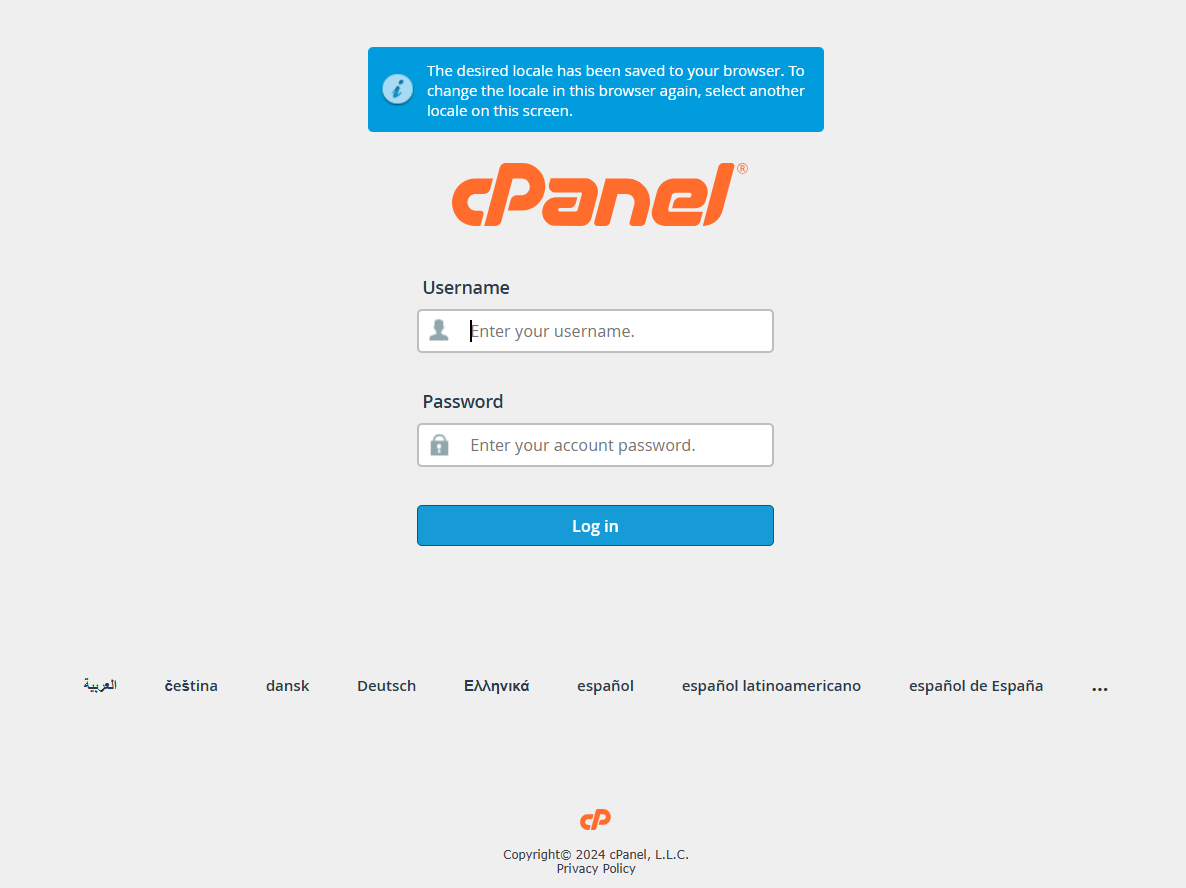 The desired locale has been saved to your browser. To
change the locale in this browser again, select another
locale on this screen.
cPanel®
Username
Enter your username.
Password
Enter your account password.
Log in
العربية čeština dansk Deutsch Ελληνικά español español latinoamericano español de España ...
cP
Copyright© 2024 cPanel, L.L.C.
Privacy Policy